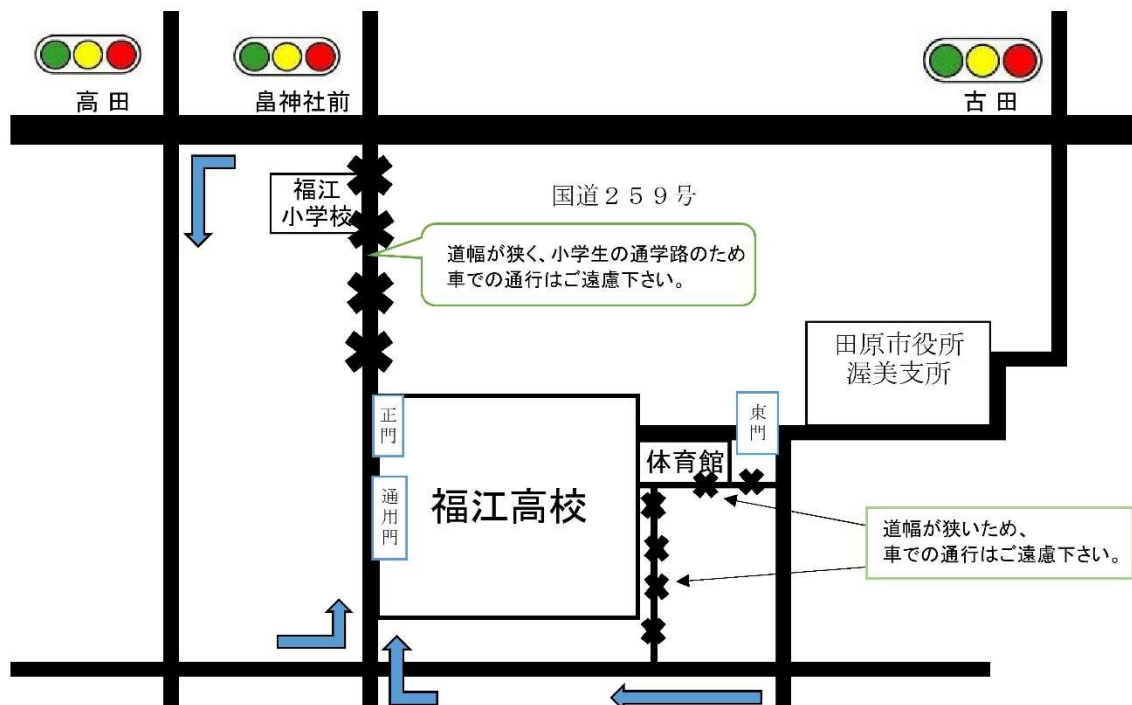 高田
畠神社前
古田
福江
小学校
国道２５９号
道幅が狭く、小学生の通学路のため
車での通行はご遠慮下さい。
田原市役所
渥美支所
正門
東門
体育館
通用門
福江高校
道幅が狭いため、
車での通行はご遠慮下さい。